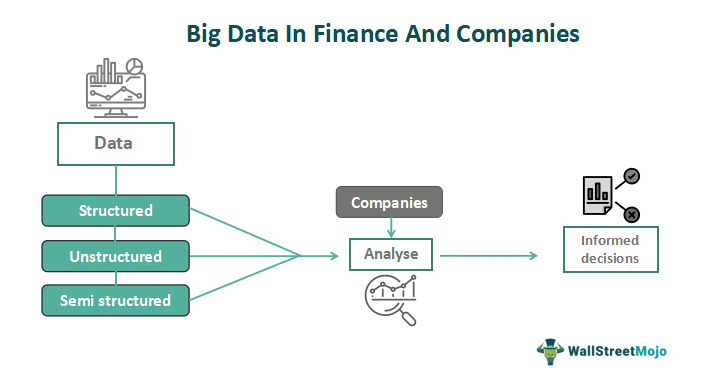 Big Data In Finance And Companies
Data
Structured
Unstructured
Semi structured
Companies
Analyse
Informed
decisions
WallStreetMojo